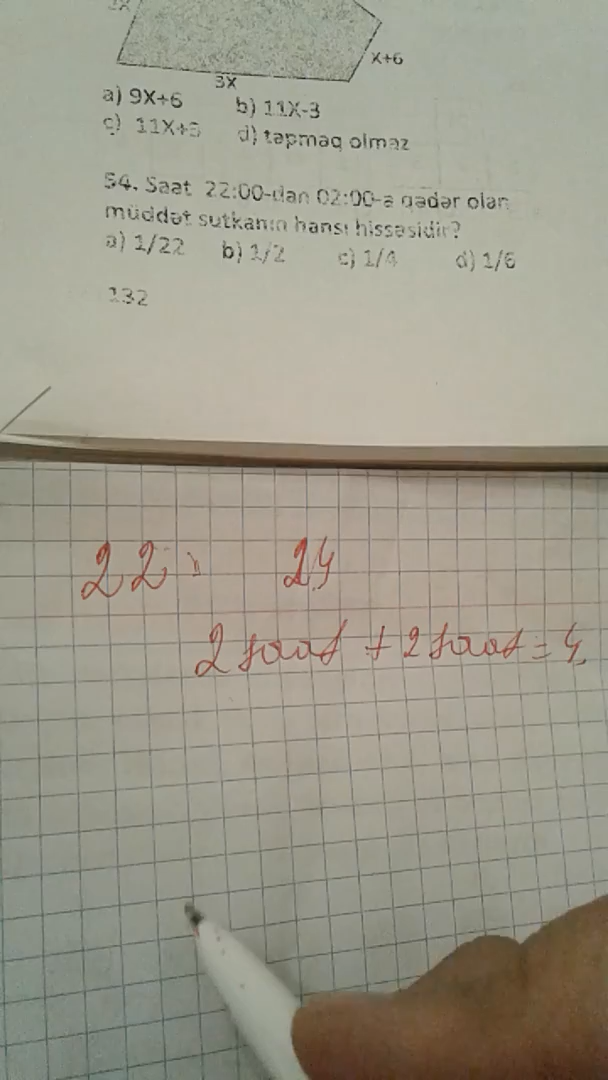 X+6
3X
a) 9X+6 b) 11X-3
c) 11X+5 d) tapmaq olmaz
54. Saat 22:00-dan 02:00-a qədər olan
müddət sutkanın hansı hissəsidir?
a) 1/22 b) 1/2 c) 1/4 d) 1/6
132
22 24
2 saat + 2 saat = 4